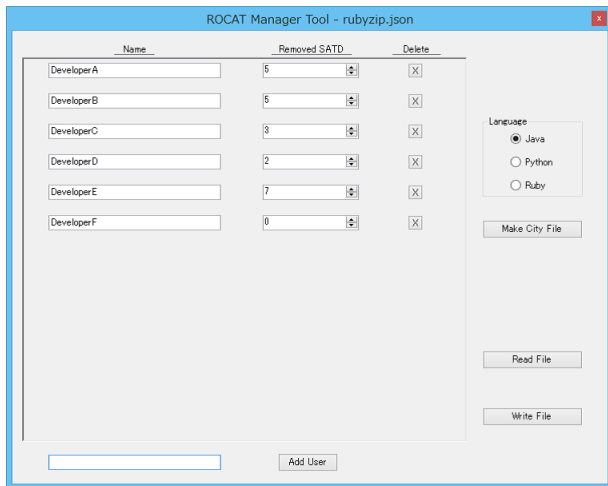 ROCAT Manager Tool - rubyzip.json
x
Name Removed SATD Delete
DeveloperA 5 X
DeveloperB 5 X
DeveloperC 3 X
DeveloperD 2 X
DeveloperE 7 X
DeveloperF 0 X
Language
Java
Python
Ruby
Make City File
Read File
Write File
Add User